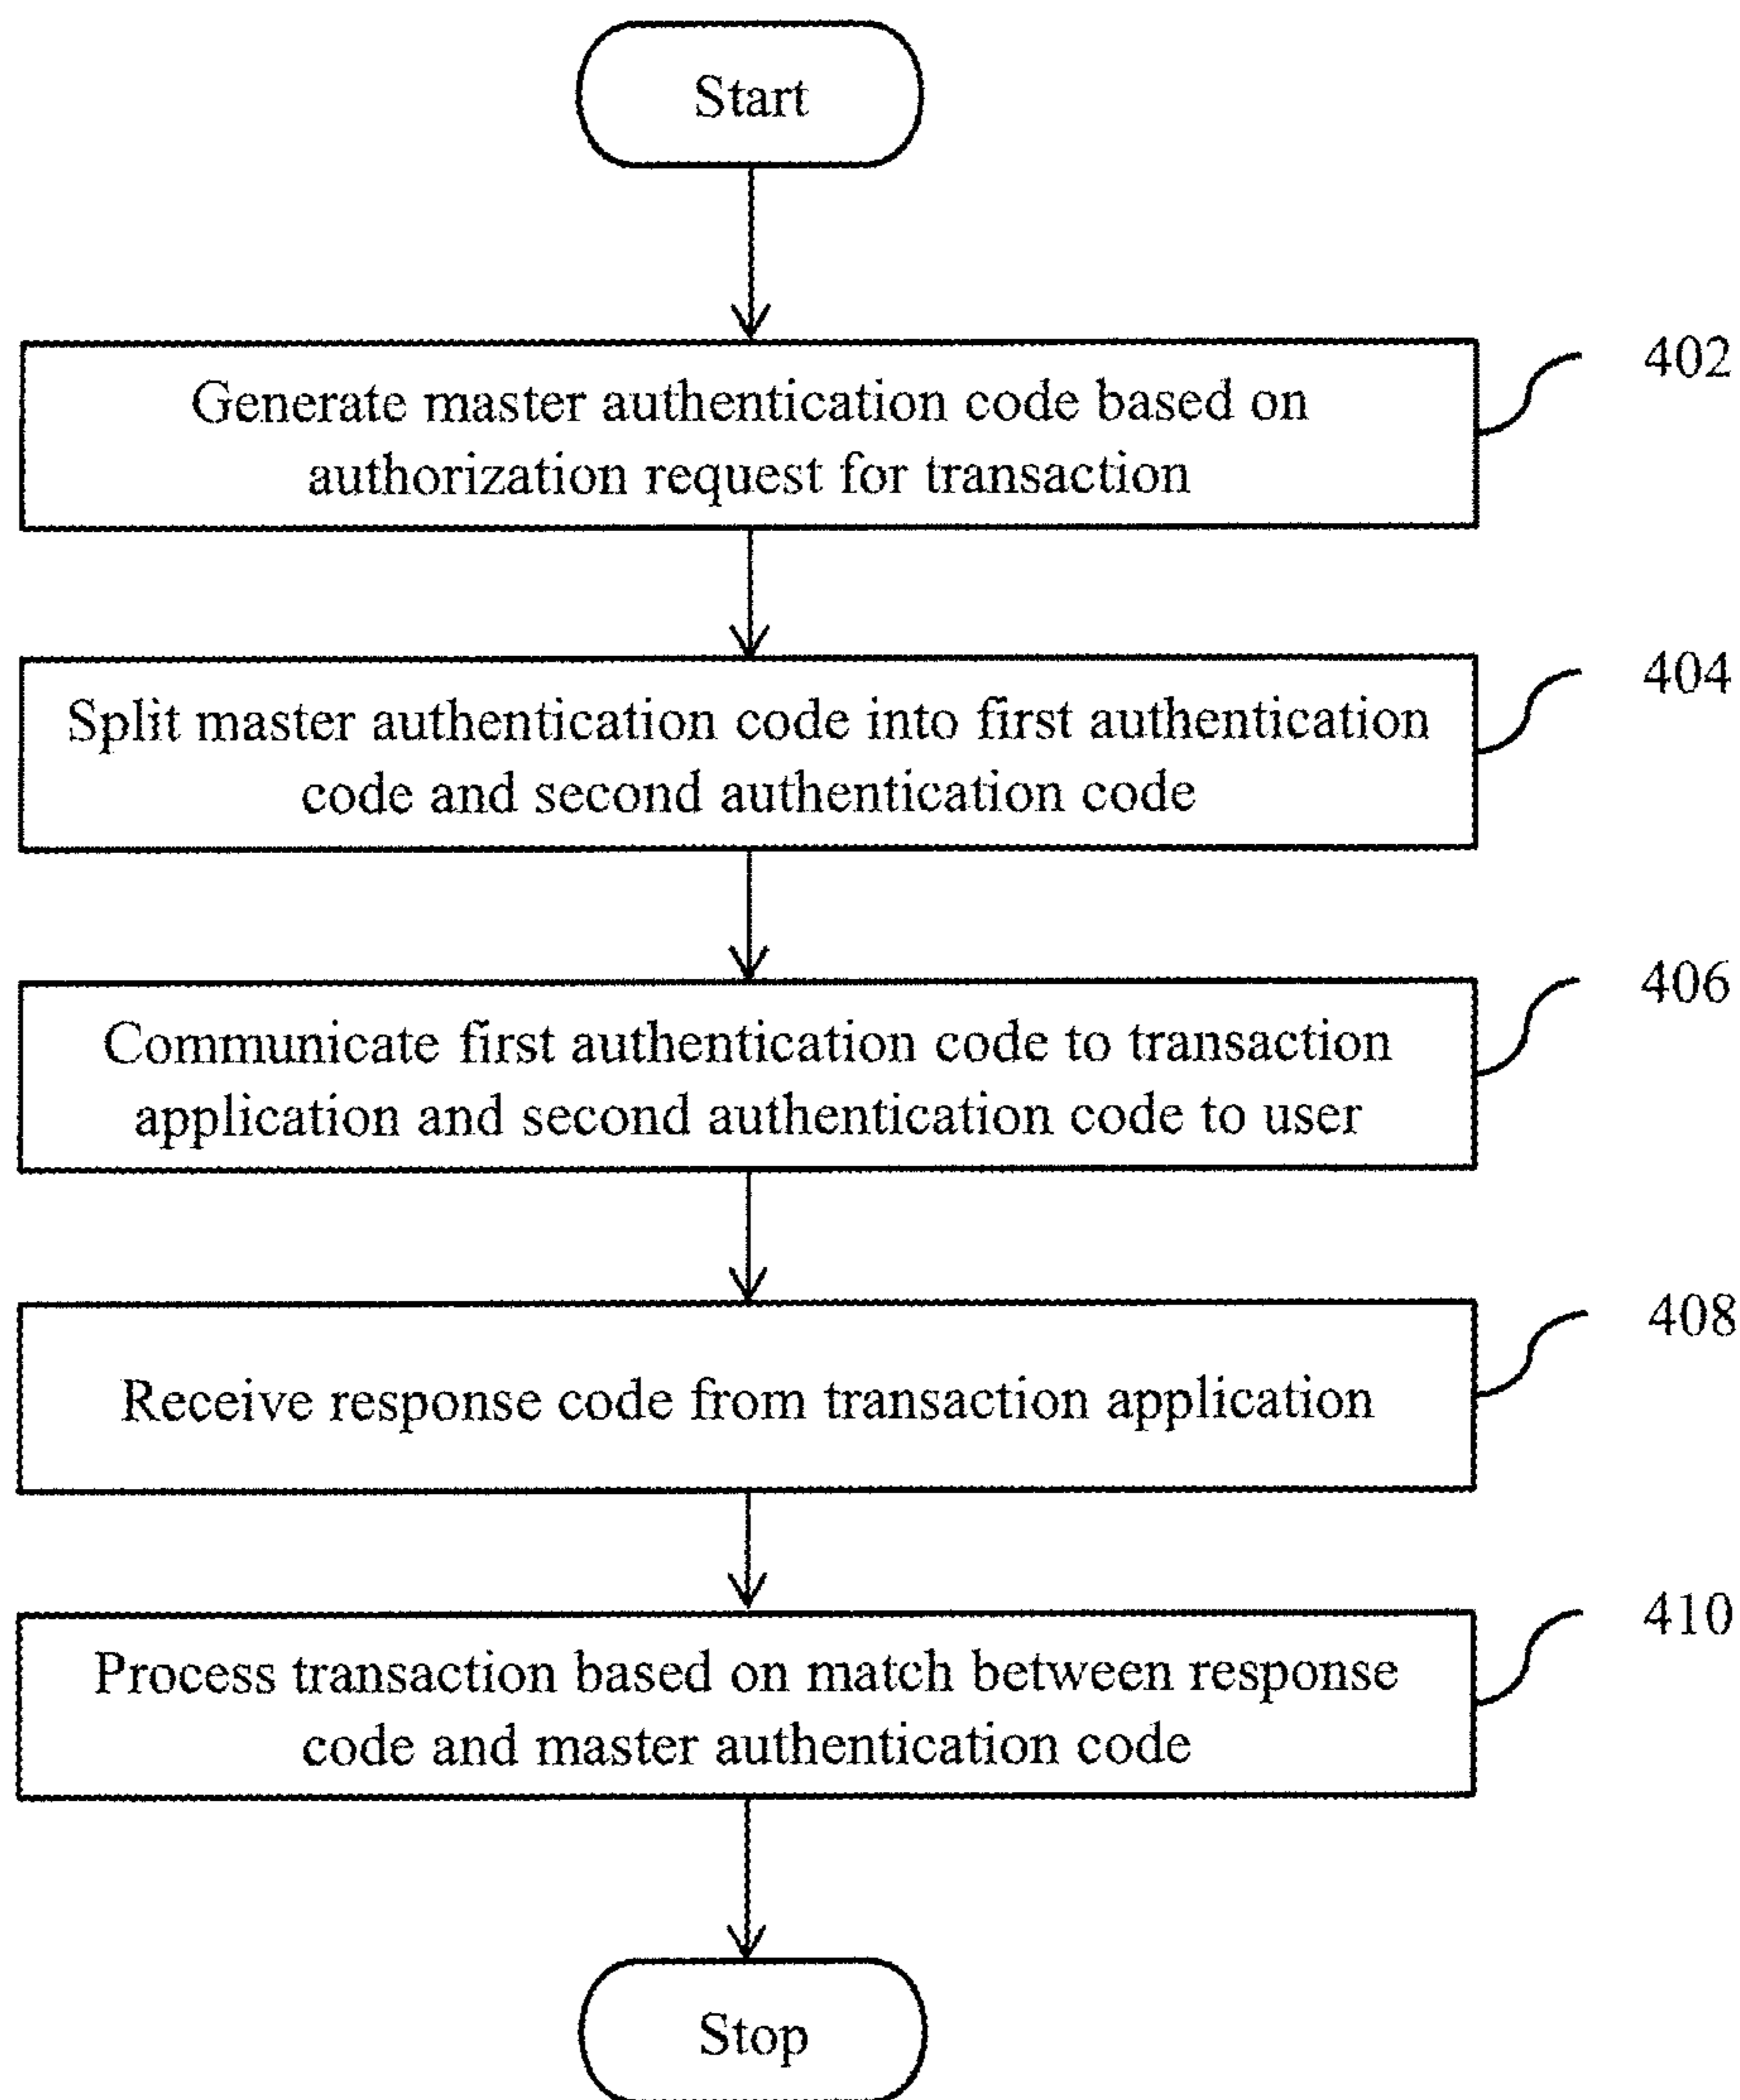 Start
Generate master authentication code based on
authorization request for transaction
402
Split master authentication code into first authentication
code and second authentication code
404
Communicate first authentication code to transaction
application and second authentication code to user
406
Receive response code from transaction application
408
Process transaction based on match between response
code and master authentication code
410
Stop